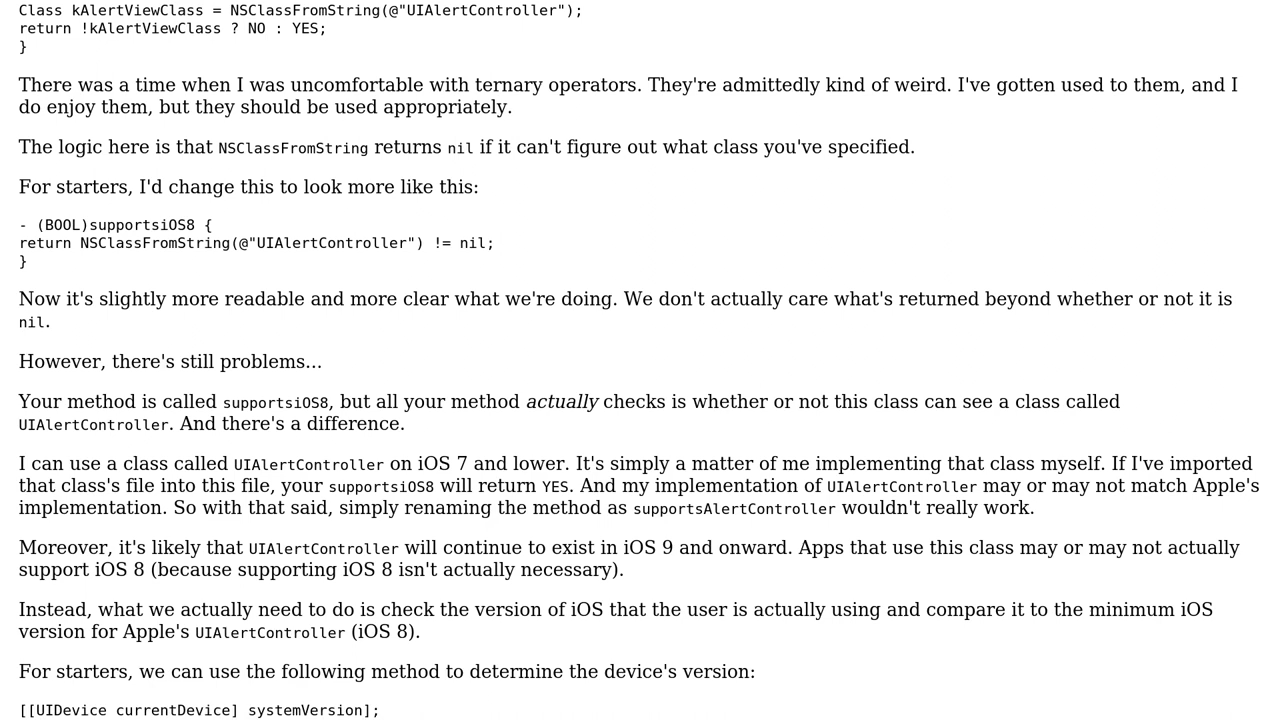 Class kAlertViewClass = NSClassFromString(@"UIAlertController");
return !kAlertViewClass ? NO : YES;
}
There was a time when I was uncomfortable with ternary operators. They're admittedly kind of weird. I've gotten used to them, and I
do enjoy them, but they should be used appropriately.
The logic here is that NSClassFromString returns nil if it can't figure out what class you've specified.
For starters, I'd change this to look more like this:
- (BOOL)supportsiOS8 {
return NSClassFromString(@"UIAlertController") != nil;
}
Now it's slightly more readable and more clear what we're doing. We don't actually care what's returned beyond whether or not it is
nil.
However, there's still problems...
Your method is called supportsiOS8, but all your method actually checks is whether or not this class can see a class called
UIAlertController. And there's a difference.
I can use a class called UIAlertController on iOS 7 and lower. It's simply a matter of me implementing that class myself. If I've imported
that class's file into this file, your supportsiOS8 will return YES. And my implementation of UIAlertController may or may not match Apple's
implementation. So with that said, simply renaming the method as supportsAlertController wouldn't really work.
Moreover, it's likely that UIAlertController will continue to exist in iOS 9 and onward. Apps that use this class may or may not actually
support iOS 8 (because supporting iOS 8 isn't actually necessary).
Instead, what we actually need to do is check the version of iOS that the user is actually using and compare it to the minimum iOS
version for Apple's UIAlertController (iOS 8).
For starters, we can use the following method to determine the device's version:
[[UIDevice currentDevice] systemVersion];